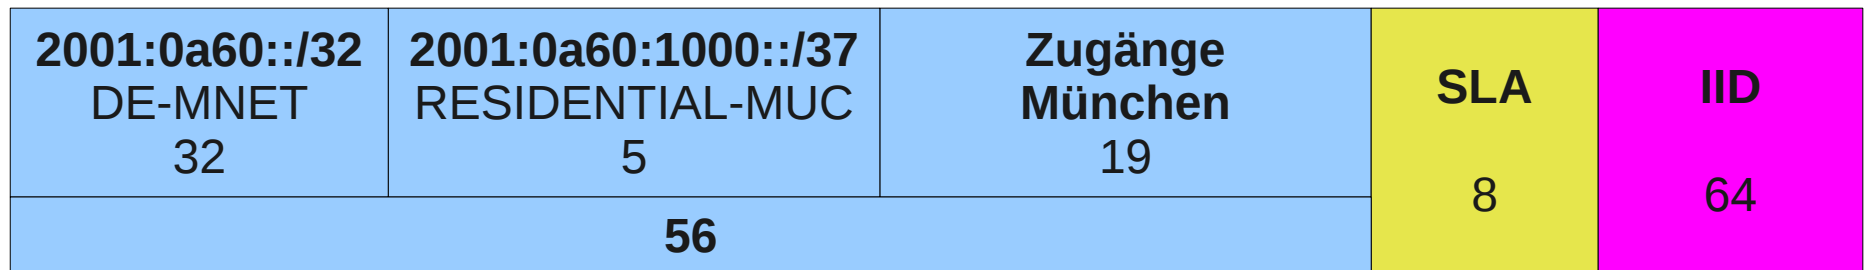 2001:0a60::/32
DE-MNET
32
2001:0a60:1000::/37
RESIDENTIAL-MUC
5
Zugänge
München
19
56
SLA
8
IID
64